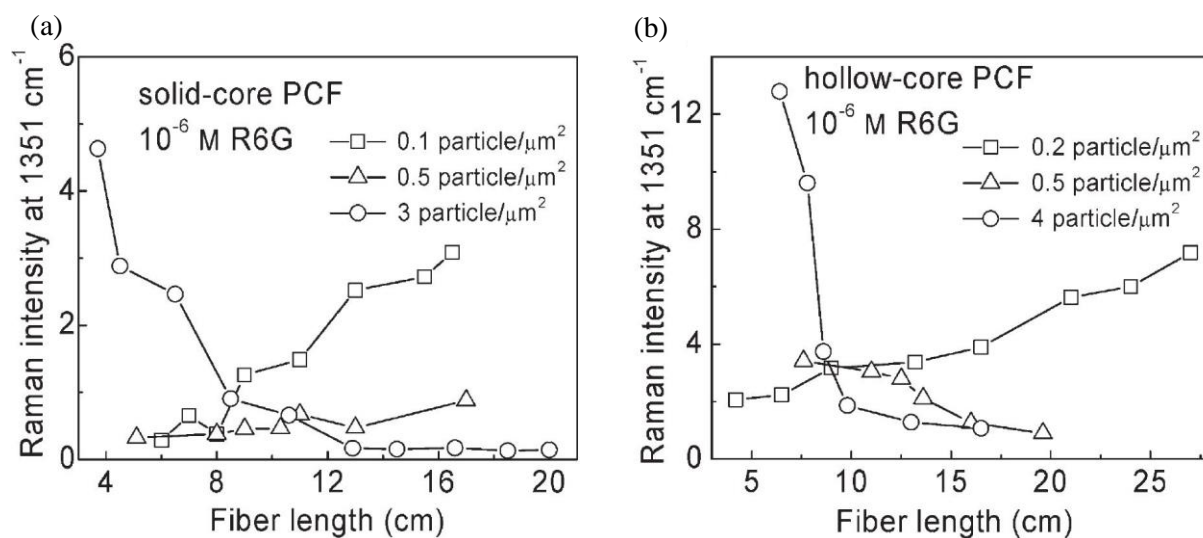 (a)
Raman intensity at 1351 cm⁻¹
6
4
2
0
solid-core PCF
10⁻⁶ M R6G
0.1 particle/μm²
0.5 particle/μm²
3 particle/μm²
4 8 12 16 20
Fiber length (cm)
(b)
Raman intensity at 1351 cm⁻¹
12
8
4
0
hollow-core PCF
10⁻⁶ M R6G
0.2 particle/μm²
0.5 particle/μm²
4 particle/μm²
5 10 15 20 25
Fiber length (cm)